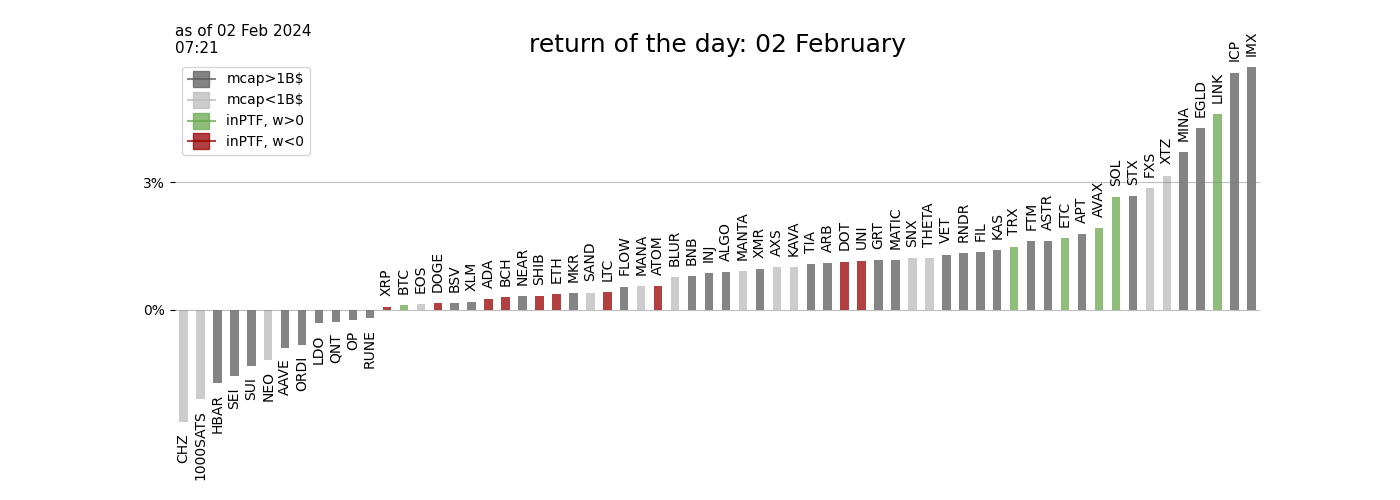 as of 02 Feb 2024
07:21
return of the day: 02 February
mcap>1B$
mcap<1B$
inPTF, w>0
inPTF, w<0
3%
0%
CHZ
1000SATS
HBAR
SEI
SUI
NEO
AAVE
ORDI
LDO
QNT
OP
RUNE
XRP
BTC
EOS
DOGE
BSV
XLM
ADA
BCH
NEAR
SHIB
ETH
MKR
SAND
LTC
FLOW
MANA
ATOM
BLUR
BNB
INJ
ALGO
MANTA
XMR
AXS
KAVA
TIA
ARB
DOT
UNI
GRT
MATIC
SNX
THETA
VET
RNDR
FIL
KAS
TRX
FTM
ASTR
ETC
APT
AVAX
SOL
STX
FXS
XTZ
MINA
EGLD
LINK
ICP
IMX